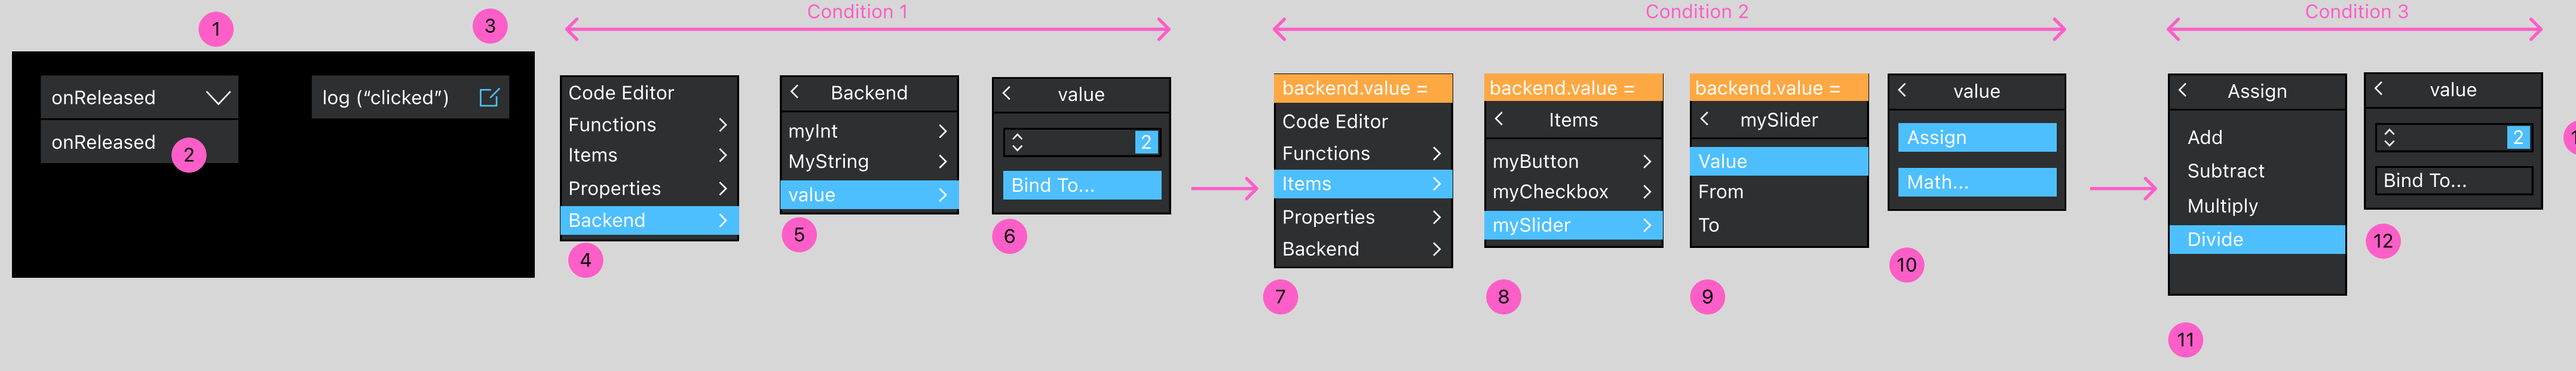 Condition 1
Condition 2
Condition 3
1
3
onReleased
log (“clicked”)
onReleased
2
Code Editor
Functions
Items
Properties
Backend
4
Backend
myInt
MyString
value
5
value
2
Bind To...
6
backend.value =
Code Editor
Functions
Items
Properties
Backend
7
backend.value =
Items
myButton
myCheckbox
mySlider
8
backend.value =
mySlider
Value
From
To
9
value
Assign
Math...
10
Assign
Add
Subtract
Multiply
Divide
11
value
2
Bind To...
12